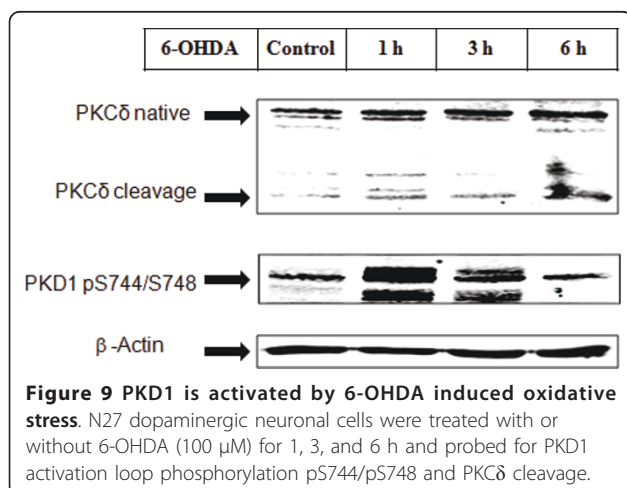 6-OHDA Control 1 h 3 h 6 h
PKCδ native
PKCδ cleavage
PKD1 pS744/S748
β-Actin
Figure 9 PKD1 is activated by 6-OHDA induced oxidative
stress. N27 dopaminergic neuronal cells were treated with or
without 6-OHDA (100 μM) for 1, 3, and 6 h and probed for PKD1
activation loop phosphorylation pS744/pS748 and PKCδ cleavage.